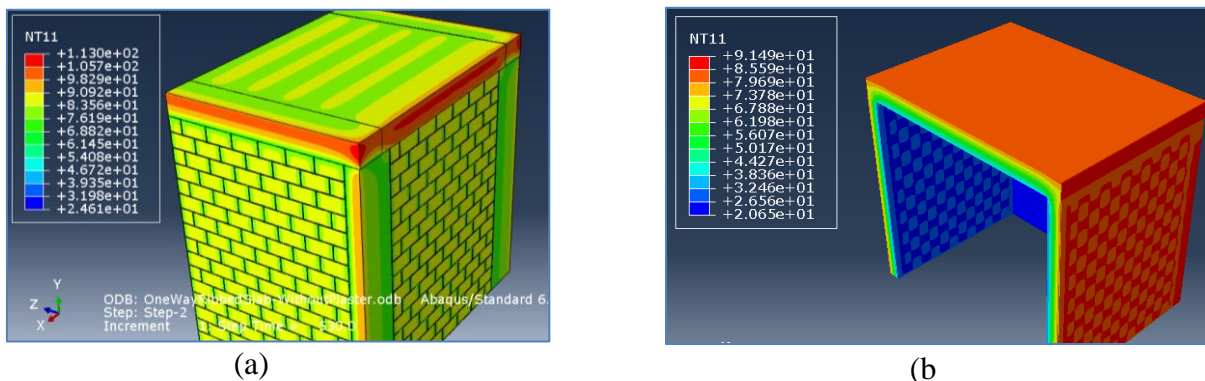 NT11
+1.130e+02
+1.057e+02
+9.829e+01
+9.092e+01
+8.356e+01
+7.619e+01
+6.882e+01
+6.145e+01
+5.408e+01
+4.672e+01
+3.935e+01
+3.198e+01
+2.461e+01
Y
Z
X
ODB: OneWayRibbedSlab-WithoutPlaster.odb Abaqus/Standard 6.
Step: Step-2
Increment 1: Step Time =
(a)
NT11
+9.149e+01
+8.559e+01
+7.969e+01
+7.378e+01
+6.788e+01
+6.198e+01
+5.607e+01
+5.017e+01
+4.427e+01
+3.836e+01
+3.246e+01
+2.656e+01
+2.065e+01
(b